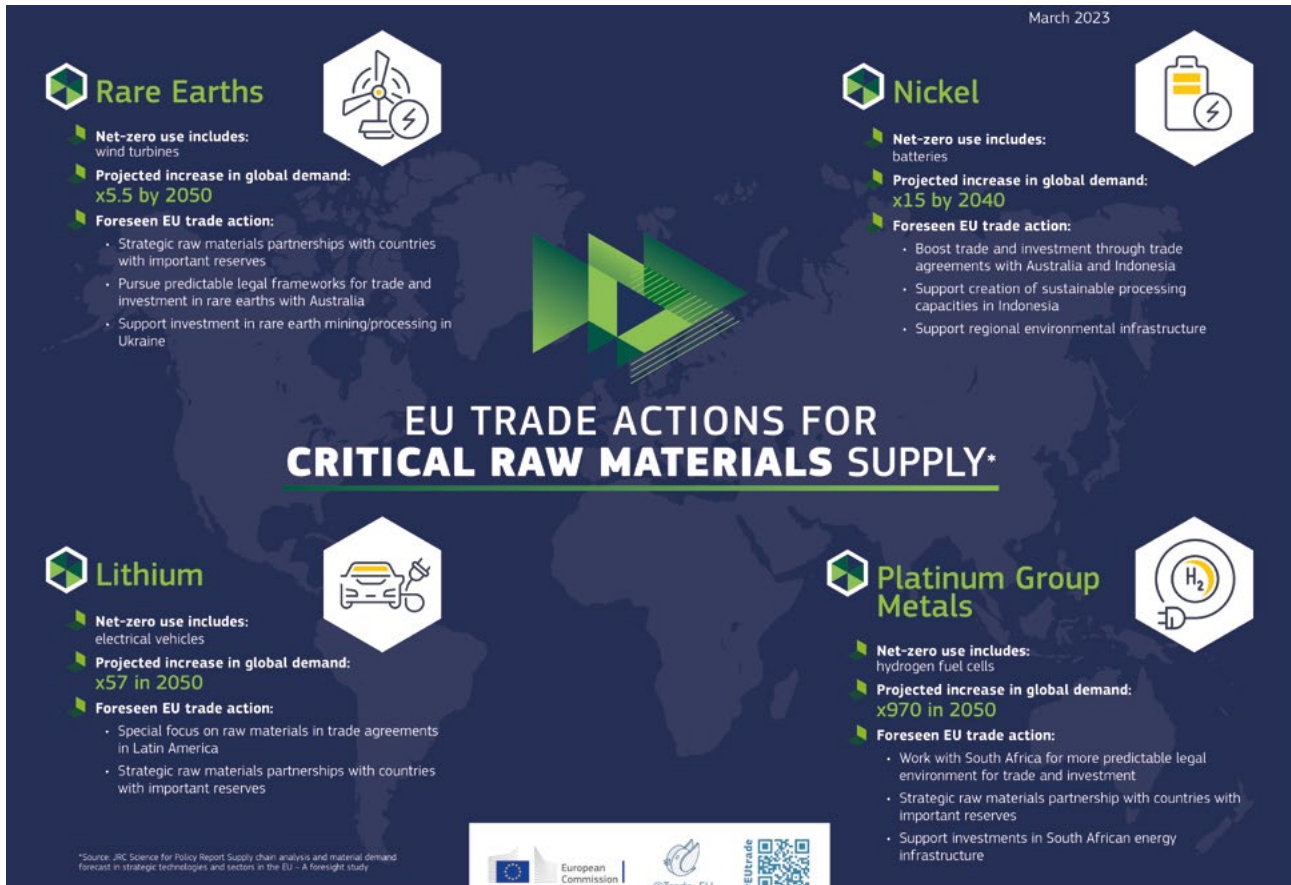 March 2023
Rare Earths
Net-zero use includes:
wind turbines
Projected increase in global demand:
x5.5 by 2050
Foreseen EU trade action:
• Strategic raw materials partnerships with countries
with important reserves
• Pursue predictable legal frameworks for trade and
investment in rare earths with Australia
• Support investment in rare earth mining/processing in
Ukraine
Nickel
Net-zero use includes:
batteries
Projected increase in global demand:
x15 by 2040
Foreseen EU trade action:
• Boost trade and investment through trade
agreements with Australia and Indonesia
• Support creation of sustainable processing
capacities in Indonesia
• Support regional environmental infrastructure
EU TRADE ACTIONS FOR
CRITICAL RAW MATERIALS SUPPLY*
Lithium
Net-zero use includes:
electrical vehicles
Projected increase in global demand:
x57 in 2050
Foreseen EU trade action:
• Special focus on raw materials in trade agreements
in Latin America
• Strategic raw materials partnerships with countries
with important reserves
Platinum Group
Metals
H2
Net-zero use includes:
hydrogen fuel cells
Projected increase in global demand:
x970 in 2050
Foreseen EU trade action:
• Work with South Africa for more predictable legal
environment for trade and investment
• Strategic raw materials partnership with countries with
important reserves
• Support investments in South African energy
infrastructure
*Source: JRC Science for Policy Report Supply chain analysis and material demand
forecast in strategic technologies and sectors in the EU – A foresight study
European
Commission
@Trade_EU
#EUtrade